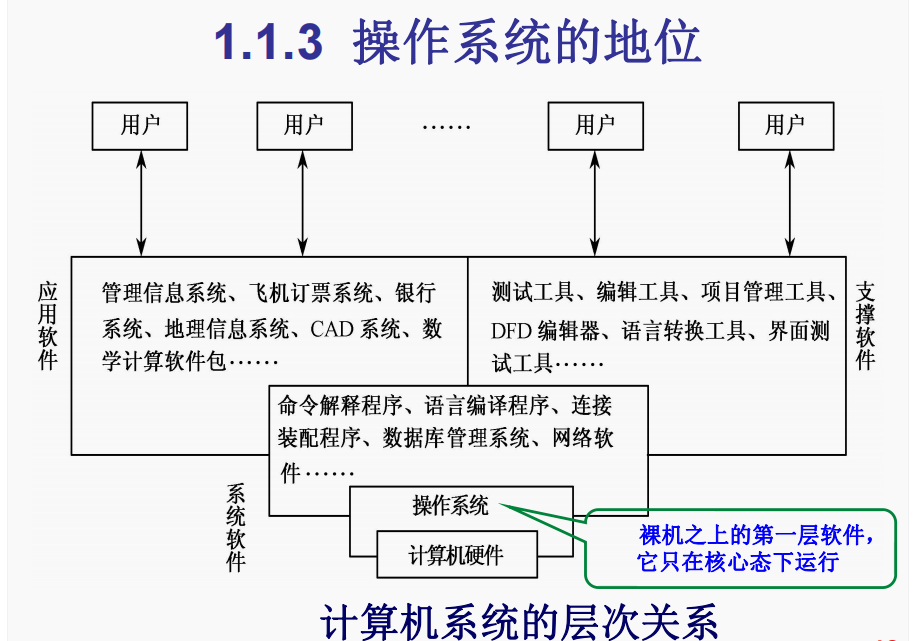 1.1.3 操作系统的地位
用户 用户 …… 用户 用户
应用软件
管理信息系统、飞机订票系统、银行
系统、地理信息系统、CAD 系统、数
学计算软件包……
测试工具、编辑工具、项目管理工具、
DFD 编辑器、语言转换工具、界面测
试工具……
支撑软件
命令解释程序、语言编译程序、连接
装配程序、数据库管理系统、网络软
件……
系统软件
操作系统
计算机硬件
裸机之上的第一层软件，
它只在核心态下运行
计算机系统的层次关系